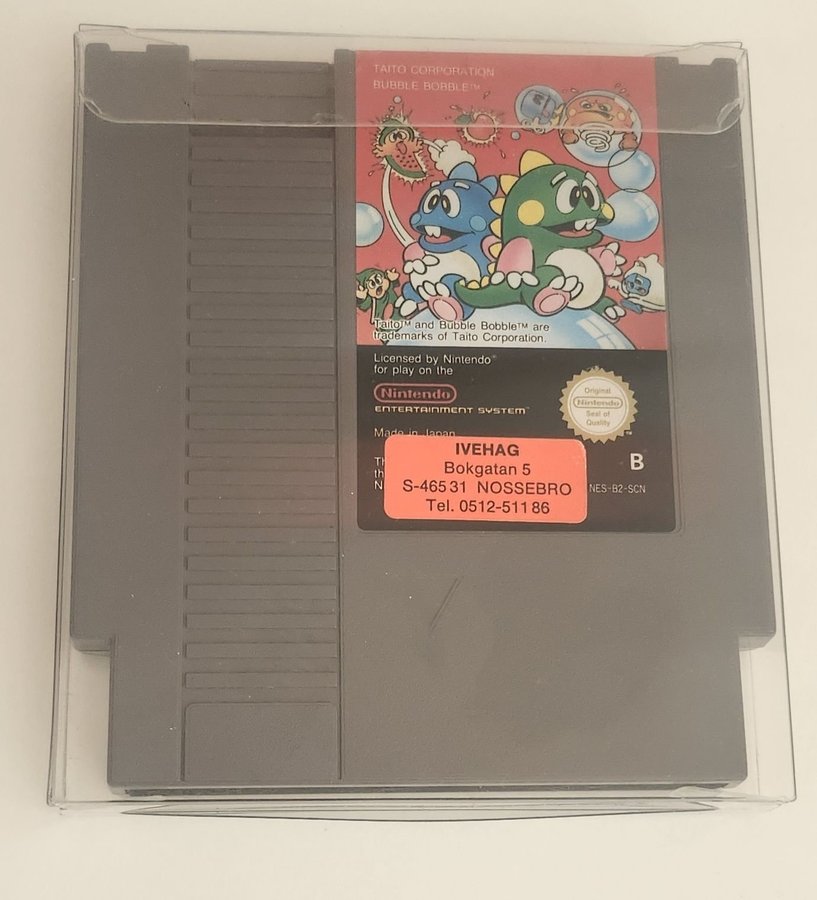 TAITO CORPORATION
BUBBLE BOBBLE™
Taito™ and Bubble Bobble™ are
trademarks of Taito Corporation.
Licensed by Nintendo®
for play on the
Nintendo
ENTERTAINMENT SYSTEM™
Original
Nintendo
Seal of
Quality
TM
Made in Japan
B
NES-B2-SCN
IVEHAG
Bokgatan 5
S-465 31 NOSSEBRO
Tel. 0512-511 86